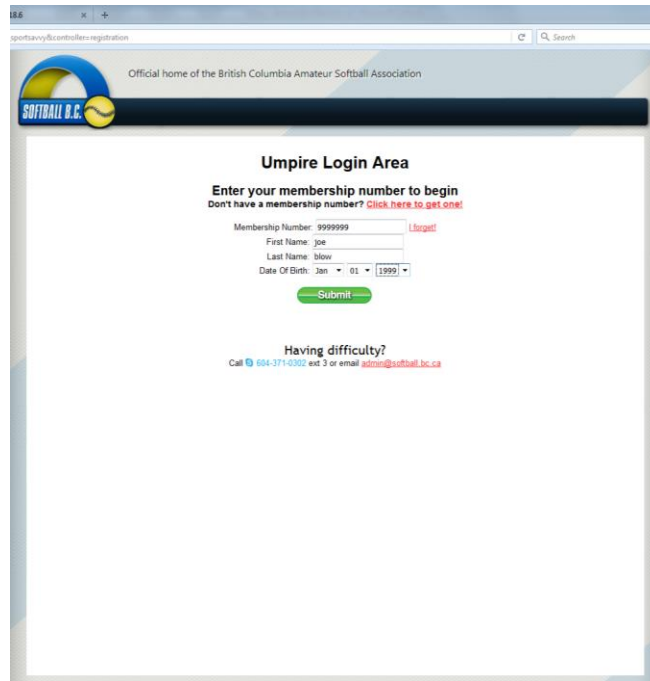 18.6 × +
sportsavvy&controller=registration
Search
Official home of the British Columbia Amateur Softball Association
SOFTBALL B.C.
Umpire Login Area
Enter your membership number to begin
Don't have a membership number? Click here to get one!
Membership Number: 9999999 I forget!
First Name: joe
Last Name: blow
Date Of Birth: Jan 01 1999
Submit
Having difficulty?
Call 604-371-0302 ext 3 or email admin@softball.bc.ca